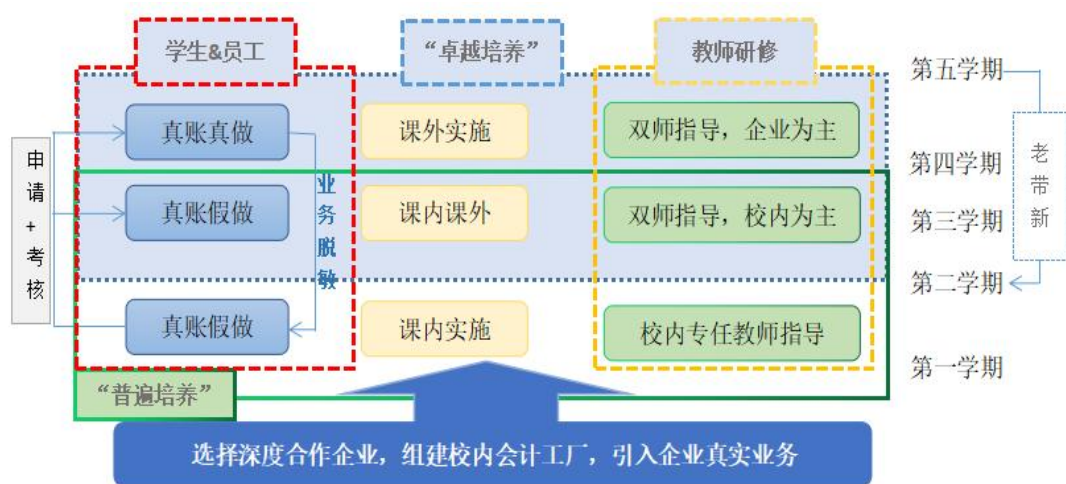 学生&员工
“卓越培养”
教师研修
第五学期
真账真做
课外实施
双师指导，企业为主
申请+考核
业务脱敏
老带新
第四学期
真账假做
课内课外
双师指导，校内为主
第三学期
第二学期
真账假做
课内实施
校内专任教师指导
第一学期
“普遍培养”
选择深度合作企业，组建校内会计工厂，引入企业真实业务